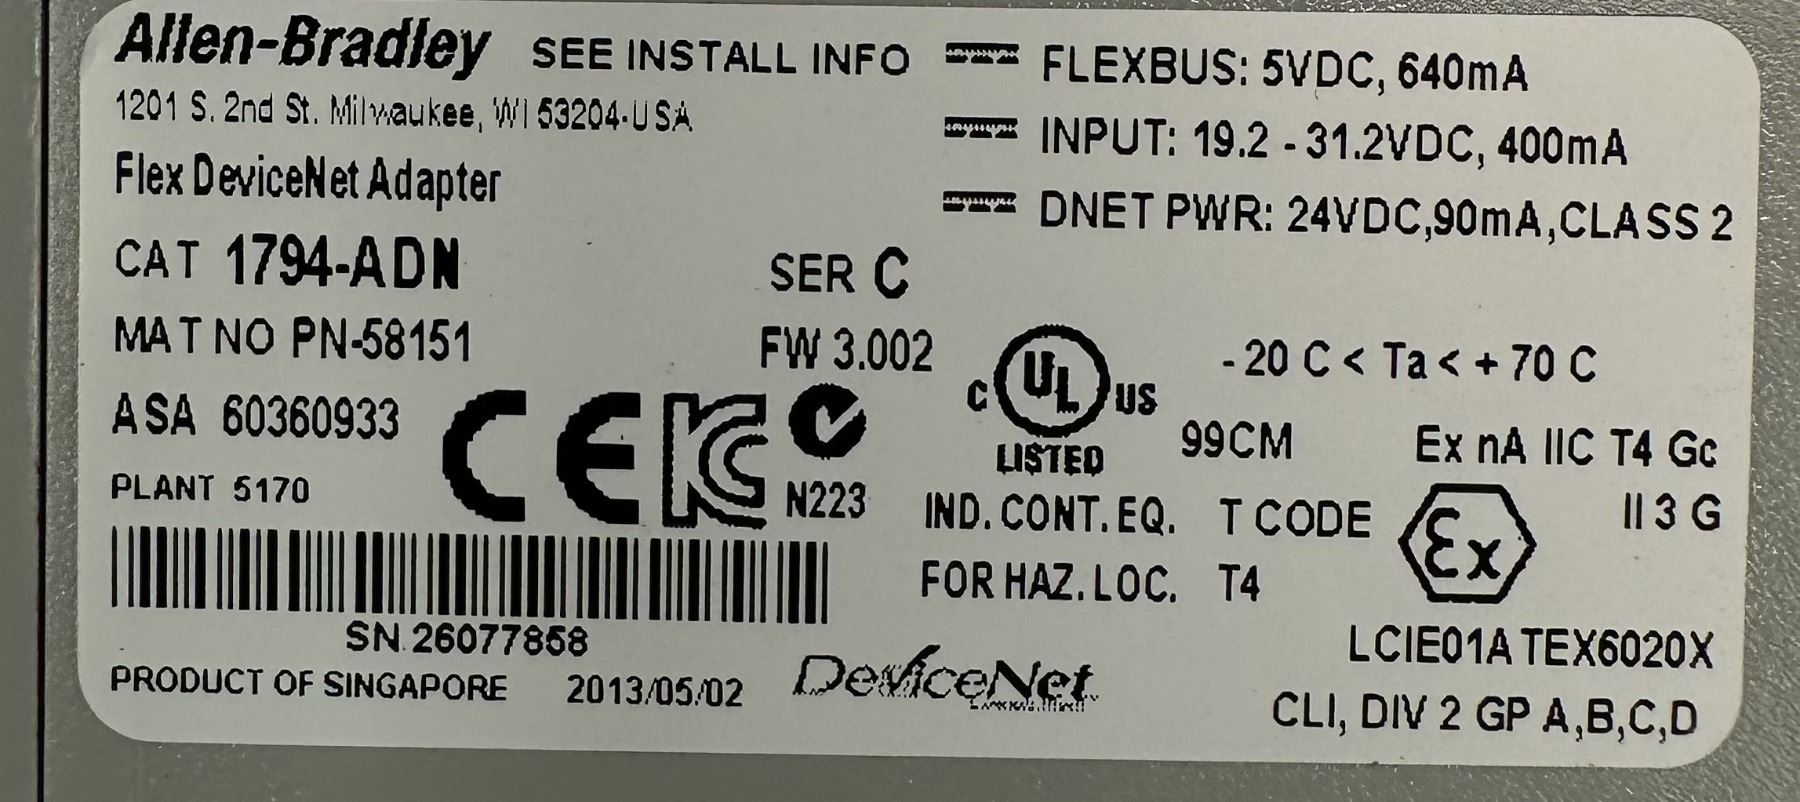 Allen-Bradley SEE INSTALL INFO
1201 S. 2nd St. Milwaukee, WI 53204-USA
Flex DeviceNet Adapter
CAT 1794-ADN SER C
MAT NO PN-58151 FW 3.002
ASA 60360933
PLANT 5170
CE KC N223
SN 26077858
PRODUCT OF SINGAPORE 2013/05/02
DeviceNet
FLEXBUS: 5VDC, 640mA
INPUT: 19.2 - 31.2VDC, 400mA
DNET PWR: 24VDC,90mA,CLASS 2
C UL US
LISTED 99CM
IND. CONT. EQ. T CODE
FOR HAZ. LOC. T4
-20 C < Ta < +70 C
Ex nA IIC T4 Gc
Ex II 3 G
LCIE01ATEX6020X
CLI, DIV 2 GP A,B,C,D